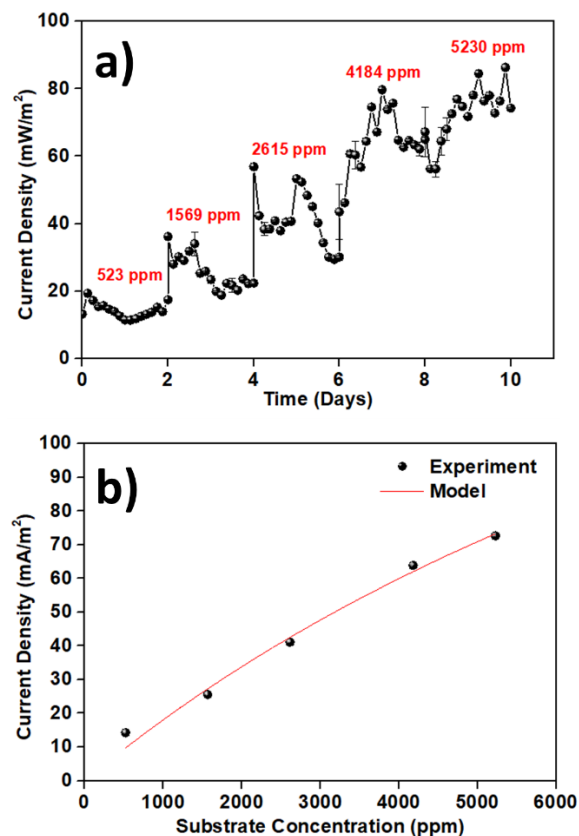 a)
100
80
60
40
20
0
Current Density (mW/m²)
523 ppm
1569 ppm
2615 ppm
4184 ppm
5230 ppm
0 2 4 6 8 10
Time (Days)
b)
100
90
80
70
60
50
40
30
20
10
0
Current Density (mA/m²)
Experiment
Model
0 1000 2000 3000 4000 5000 6000
Substrate Concentration (ppm)